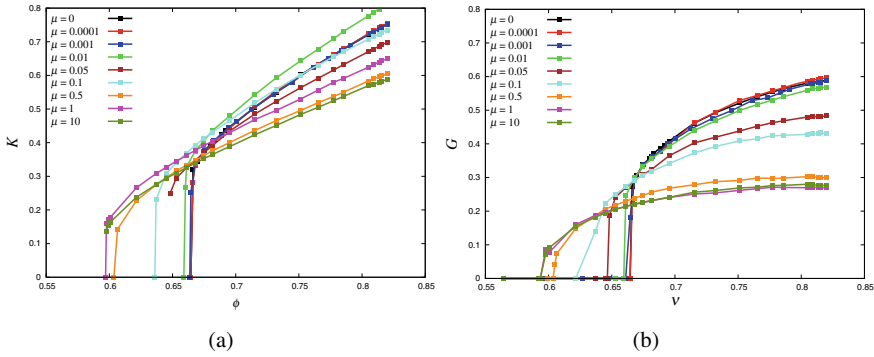 μ = 0
μ = 0.0001
μ = 0.001
μ = 0.01
μ = 0.05
μ = 0.1
μ = 0.5
μ = 1
μ = 10
K
0.8
0.7
0.6
0.5
0.4
0.3
0.2
0.1
0
0.55 0.6 0.65 0.7 0.75 0.8 0.85
ϕ
(a)
μ = 0
μ = 0.0001
μ = 0.001
μ = 0.01
μ = 0.05
μ = 0.1
μ = 0.5
μ = 1
μ = 10
G
0.8
0.7
0.6
0.5
0.4
0.3
0.2
0.1
0
0.55 0.6 0.65 0.7 0.75 0.8 0.85
ν
(b)